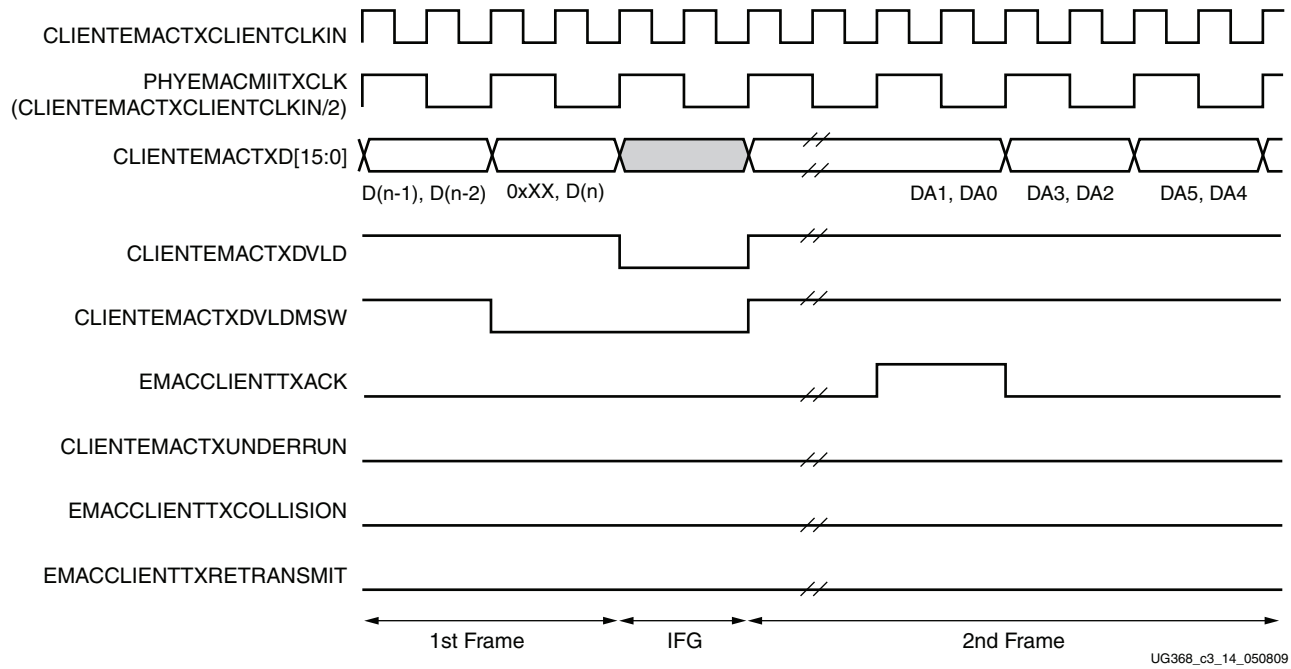 CLIENTEMACTXCLIENTCLKIN
PHYEMACMIITXCLK
(CLIENTEMACTXCLIENTCLKIN/2)
CLIENTEMACTXD[15:0]
D(n-1), D(n-2)
0xXX, D(n)
DA1, DA0
DA3, DA2
DA5, DA4
CLIENTEMACTXDVLD
CLIENTEMACTXDVLDMSW
EMACCLIENTTXACK
CLIENTEMACTXUNDERRUN
EMACCLIENTTXCOLLISION
EMACCLIENTTXRETRANSMIT
1st Frame
IFG
2nd Frame
UG368_c3_14_050809